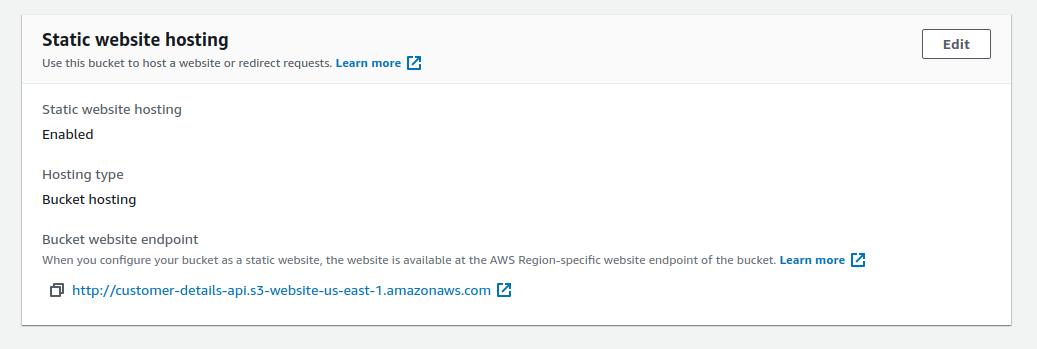 Static website hosting
Edit
Use this bucket to host a website or redirect requests. Learn more
Static website hosting
Enabled
Hosting type
Bucket hosting
Bucket website endpoint
When you configure your bucket as a static website, the website is available at the AWS Region-specific website endpoint of the bucket. Learn more
http://customer-details-api.s3-website-us-east-1.amazonaws.com